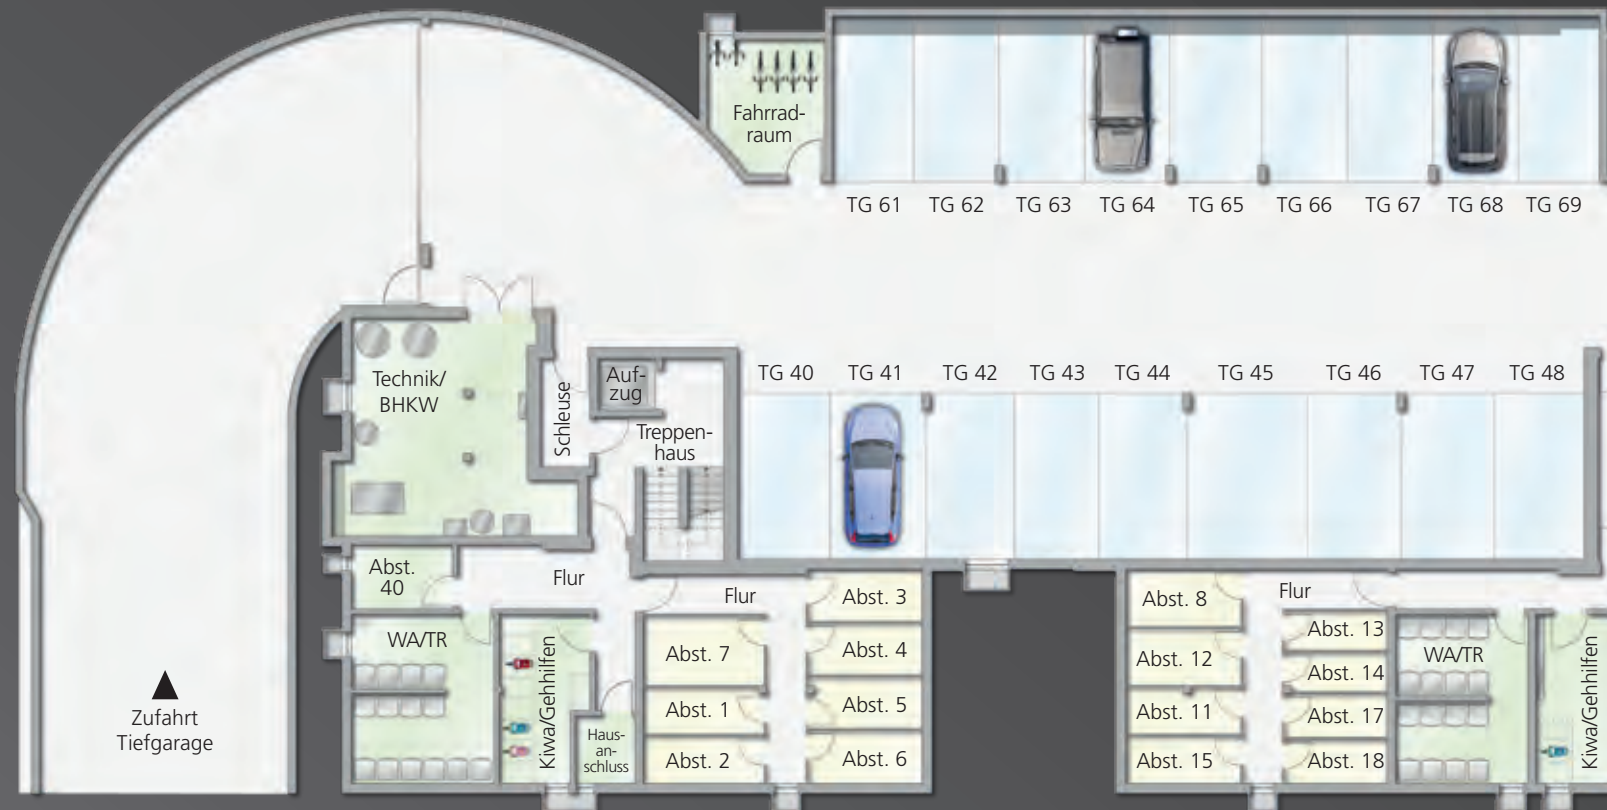 Fahrrad-
raum
TG 61 TG 62 TG 63 TG 64 TG 65 TG 66 TG 67 TG 68 TG 69
Technik/
BHKW
Schleuse
Auf-
zug
Treppen-
haus
TG 40 TG 41 TG 42 TG 43 TG 44 TG 45 TG 46 TG 47 TG 48
Abst.
40
Flur
Flur
Abst. 3
Abst. 8
Flur
WA/TR
Kiwa/Gehhilfen
Abst. 7
Abst. 4
Abst. 12
Abst. 13
Abst. 14
WA/TR
Kiwa/Gehhilfen
Abst. 1
Abst. 5
Abst. 11
Abst. 17
Zufahrt
Tiefgarage
Haus-
an-
schluss
Abst. 2
Abst. 6
Abst. 15
Abst. 18